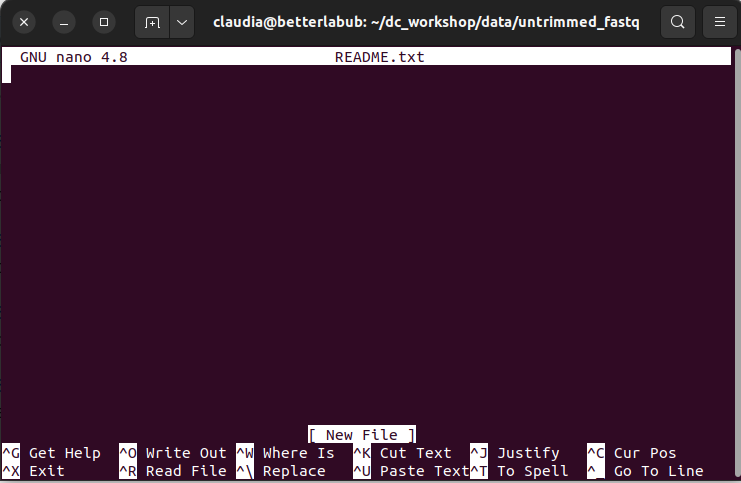 claudia@betterlabub: ~/dc_workshop/data/untrimmed_fastq
GNU nano 4.8 README.txt
[ New File ]
^G Get Help ^O Write Out ^W Where Is ^K Cut Text ^J Justify ^C Cur Pos
^X Exit ^R Read File ^\ Replace ^U Paste Text ^T To Spell ^_ Go To Line